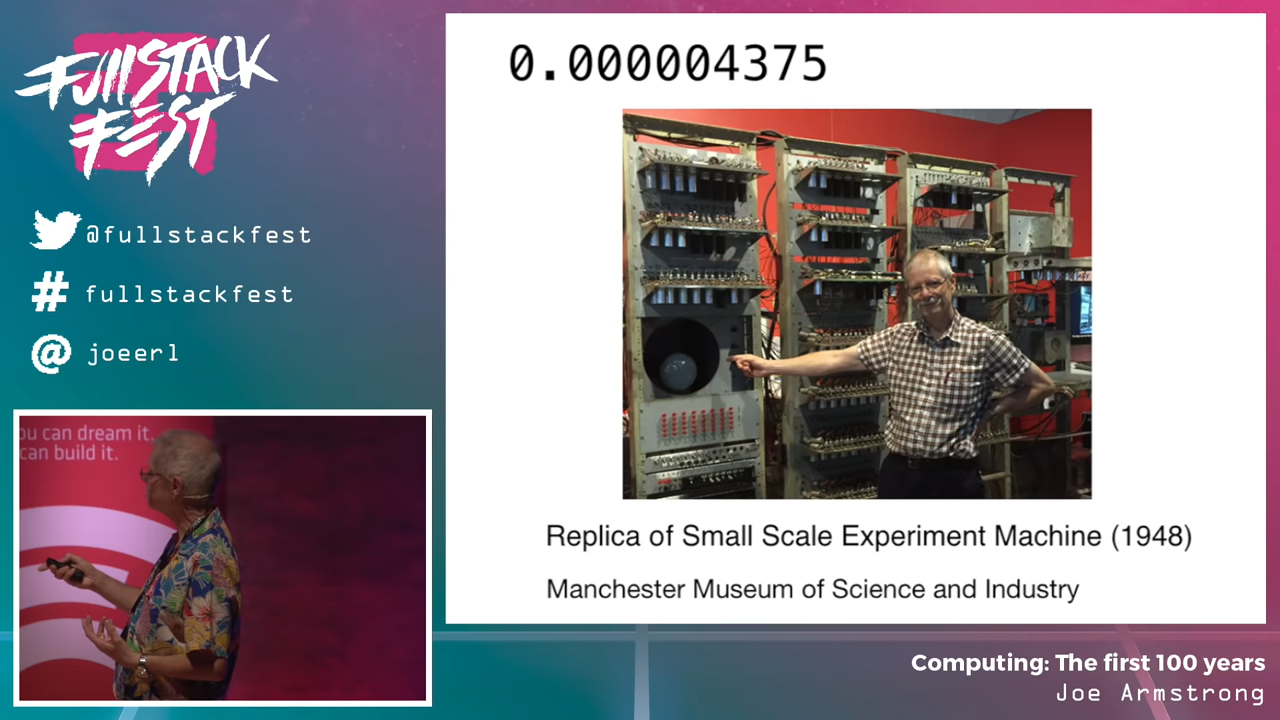 FullSTACK
FEST
@fullstackfest
# fullstackfest
@ joeerl
ou can dream it.
can build it.
0.000004375
Replica of Small Scale Experiment Machine (1948)
Manchester Museum of Science and Industry
Computing: The first 100 years
Joe Armstrong